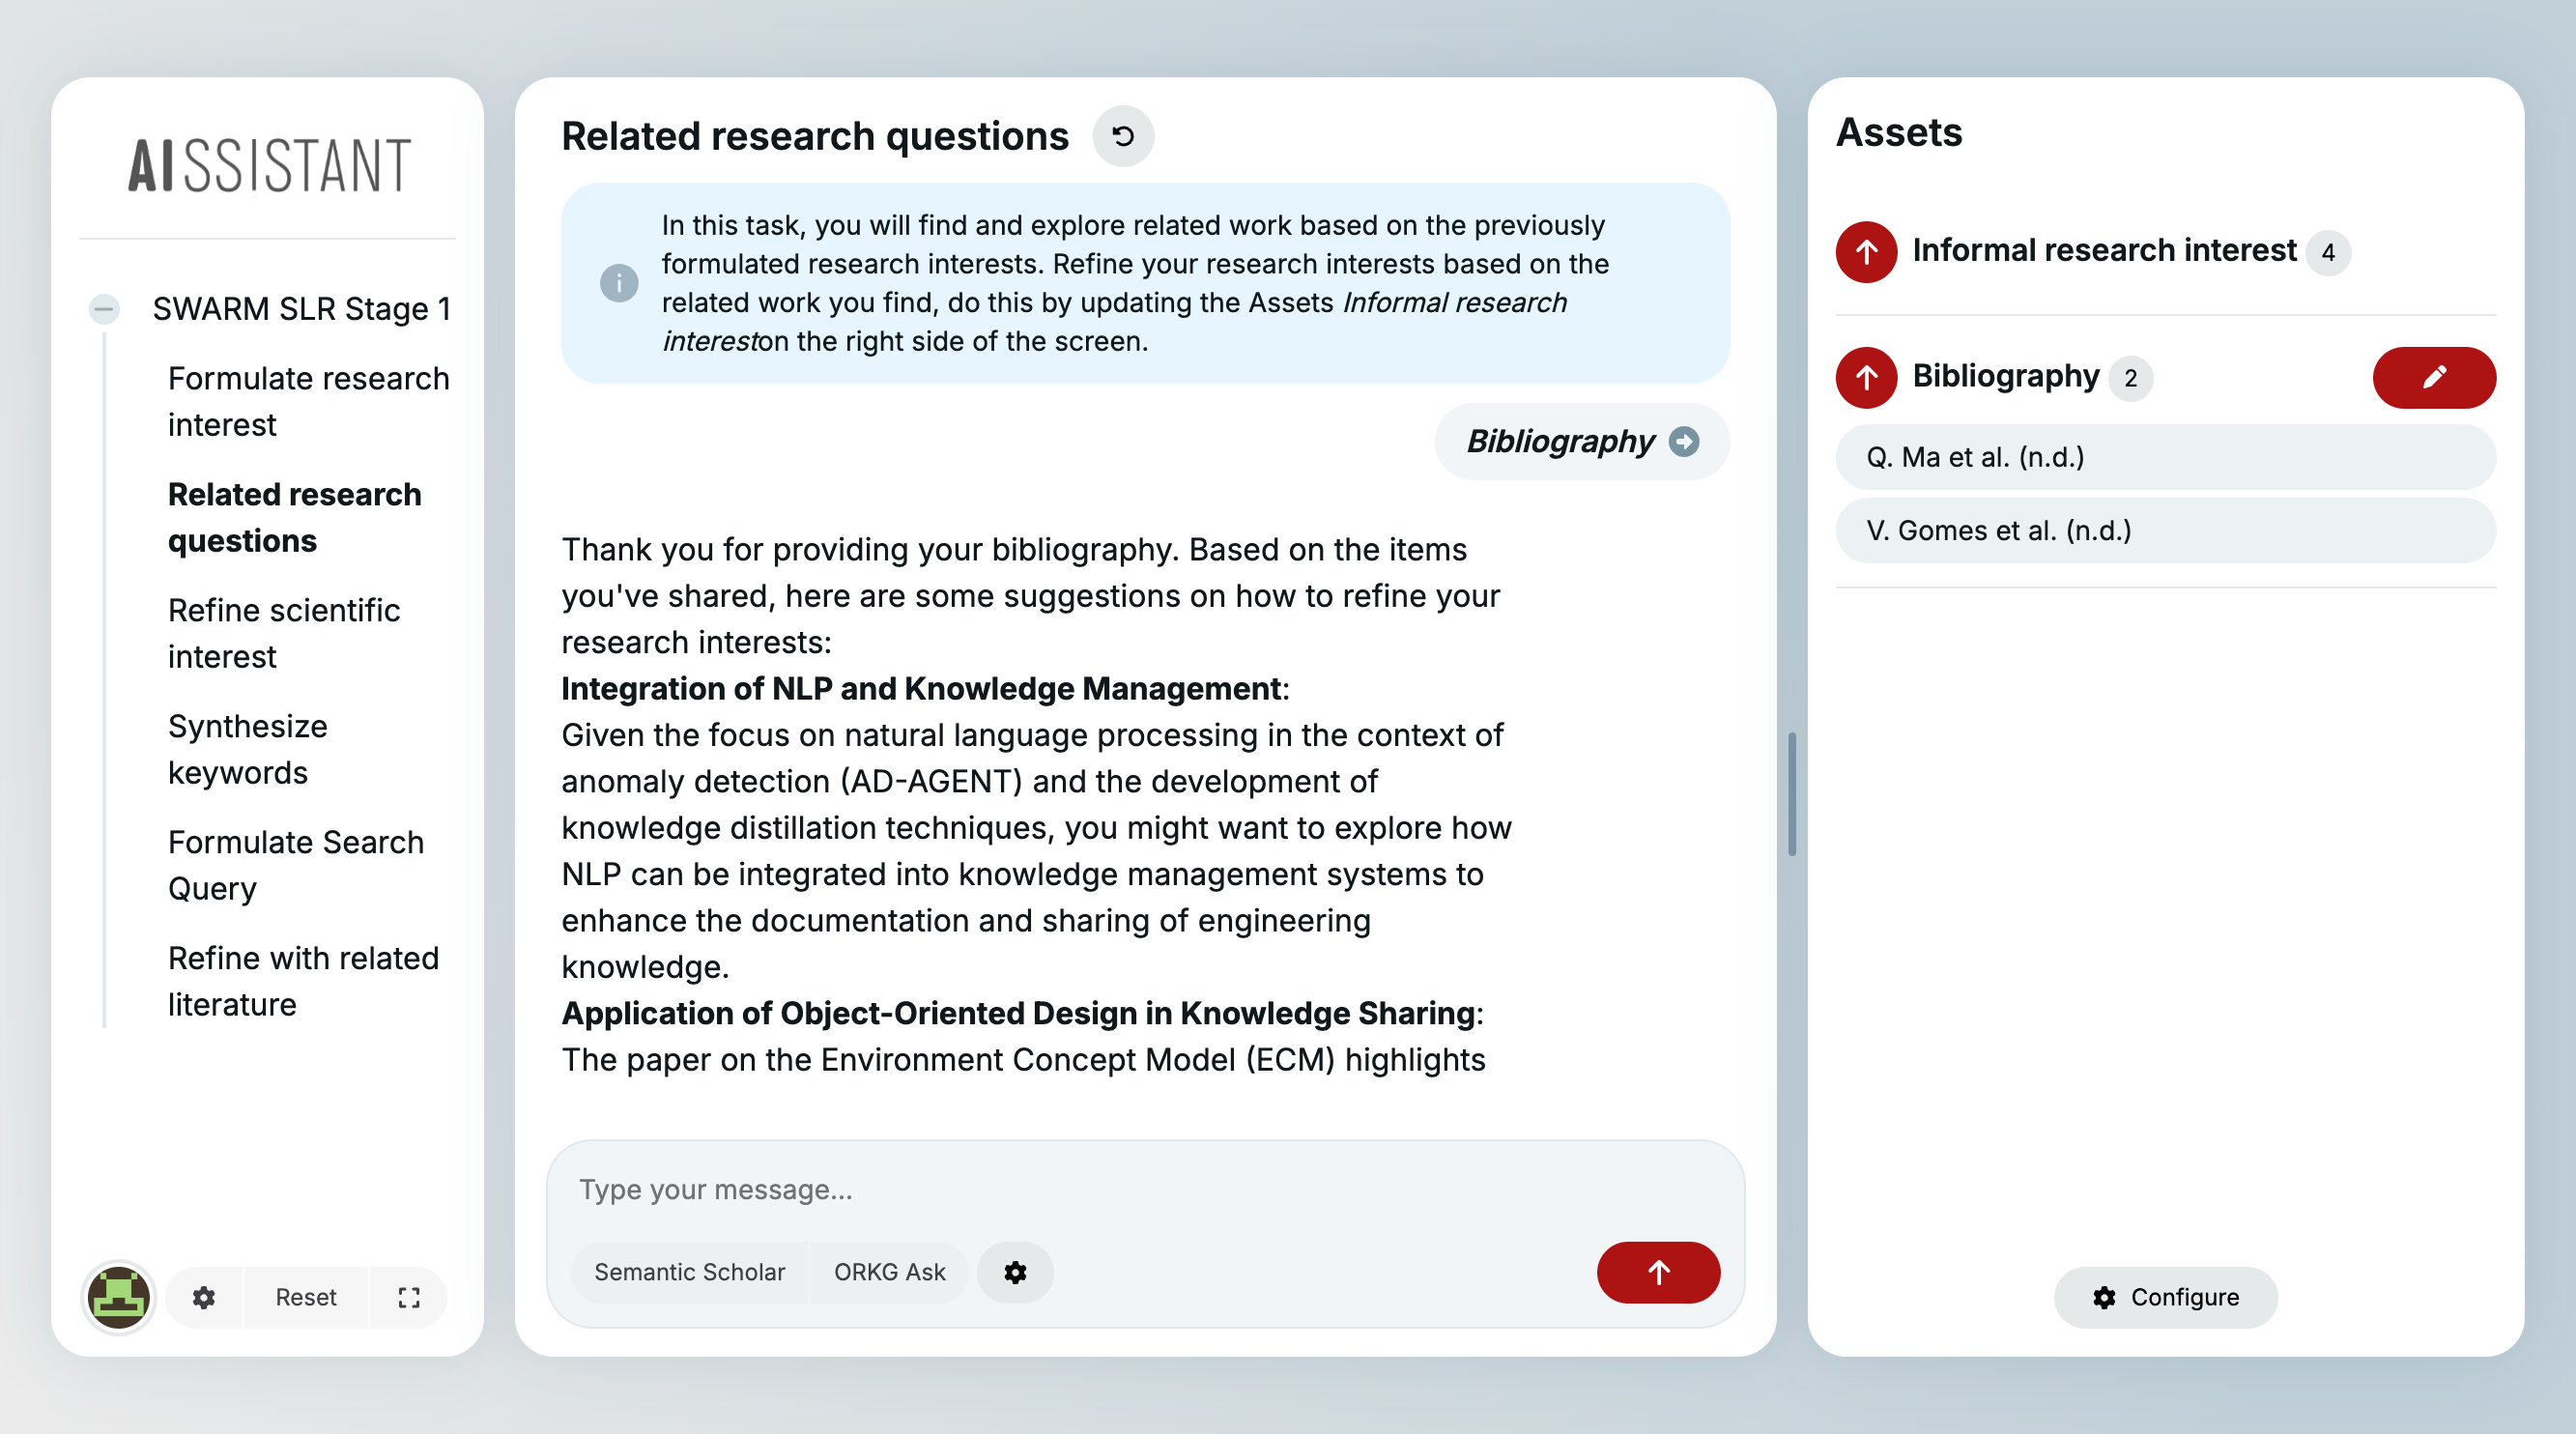 AISSISTANT
SWARM SLR Stage 1
Formulate research
interest
Related research
questions
Refine scientific
interest
Synthesize
keywords
Formulate Search
Query
Refine with related
literature
Reset
Related research questions
In this task, you will find and explore related work based on the previously
formulated research interests. Refine your research interests based on the
related work you find, do this by updating the Assets Informal research
intereston the right side of the screen.
Bibliography
Thank you for providing your bibliography. Based on the items
you've shared, here are some suggestions on how to refine your
research interests:
Integration of NLP and Knowledge Management:
Given the focus on natural language processing in the context of
anomaly detection (AD-AGENT) and the development of
knowledge distillation techniques, you might want to explore how
NLP can be integrated into knowledge management systems to
enhance the documentation and sharing of engineering
knowledge.
Application of Object-Oriented Design in Knowledge Sharing:
The paper on the Environment Concept Model (ECM) highlights
Type your message...
Semantic Scholar
ORKG Ask
Assets
Informal research interest 4
Bibliography 2
Q. Ma et al. (n.d.)
V. Gomes et al. (n.d.)
Configure